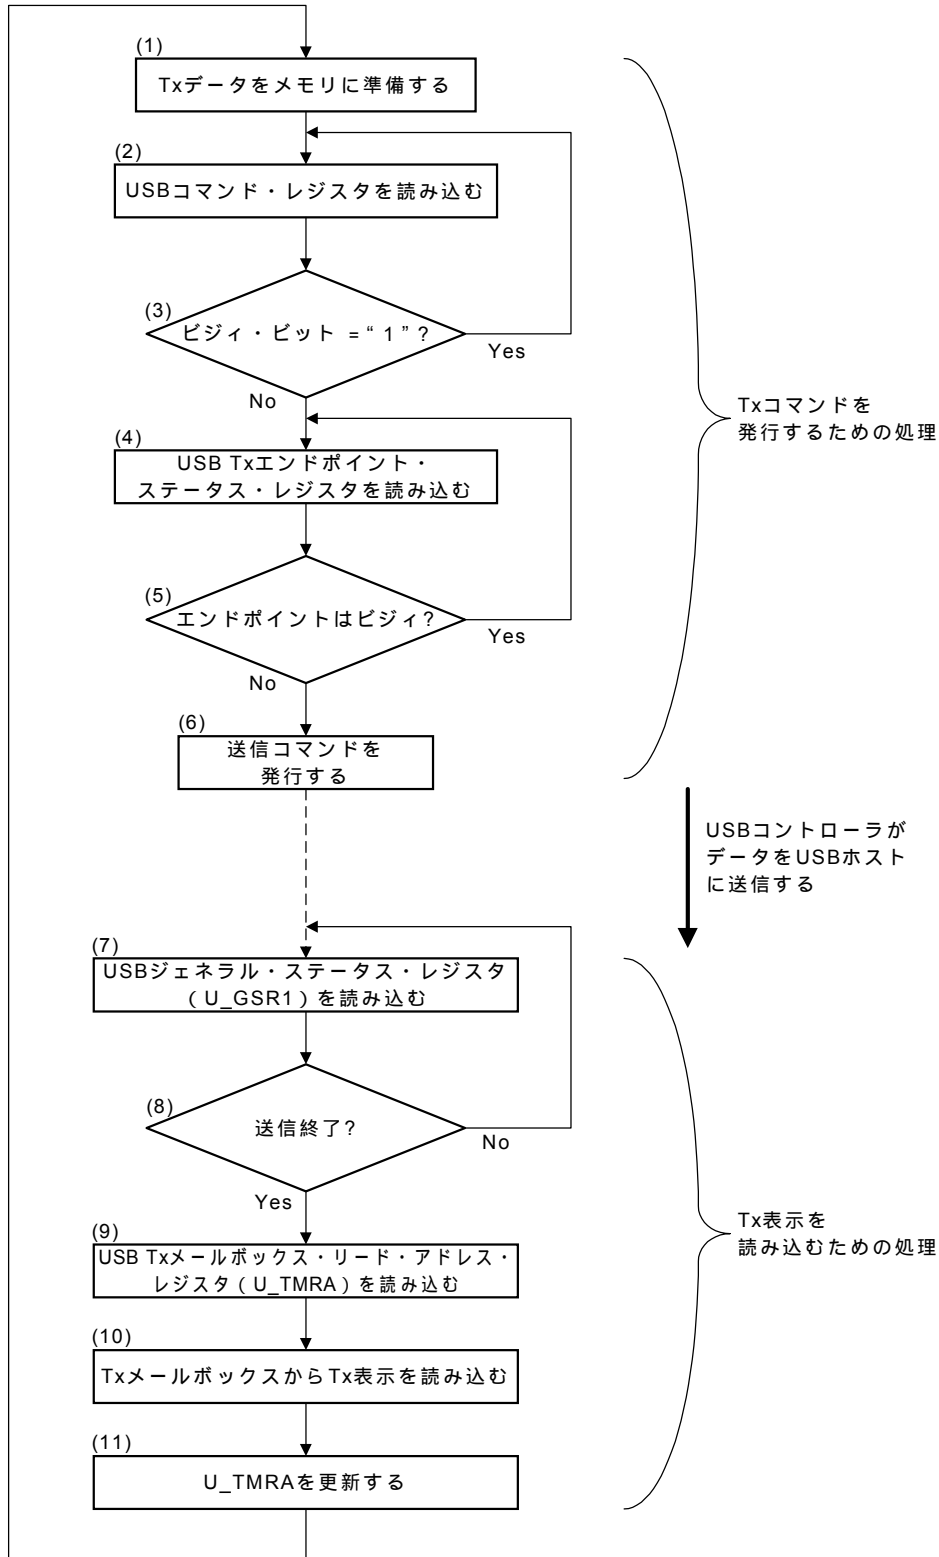 (1)
Txデータをメモリに準備する
(2)
USBコマンド・レジスタを読み込む
(3)
ビジィ・ビット =“1”?
Yes
No
(4)
USB Txエンドポイント・
ステータス・レジスタを読み込む
(5)
エンドポイントはビジィ?
Yes
No
(6)
送信コマンドを
発行する
Txコマンドを
発行するための処理
USBコントローラが
データをUSBホスト
に送信する
(7)
USBジェネラル・ステータス・レジスタ
(U_GSR1)を読み込む
(8)
送信終了?
No
Yes
(9)
USB Txメールボックス・リード・アドレス・
レジスタ(U_TMRA)を読み込む
(10)
TxメールボックスからTx表示を読み込む
(11)
U_TMRAを更新する
Tx表示を
読み込むための処理